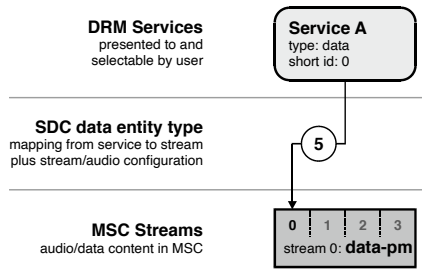 DRM Services
presented to and
selectable by user
Service A
type: data
short id: 0
SDC data entity type
mapping from service to stream
plus stream/audio configuration
5
MSC Streams
audio/data content in MSC
0 1 2 3
stream 0: data-pm